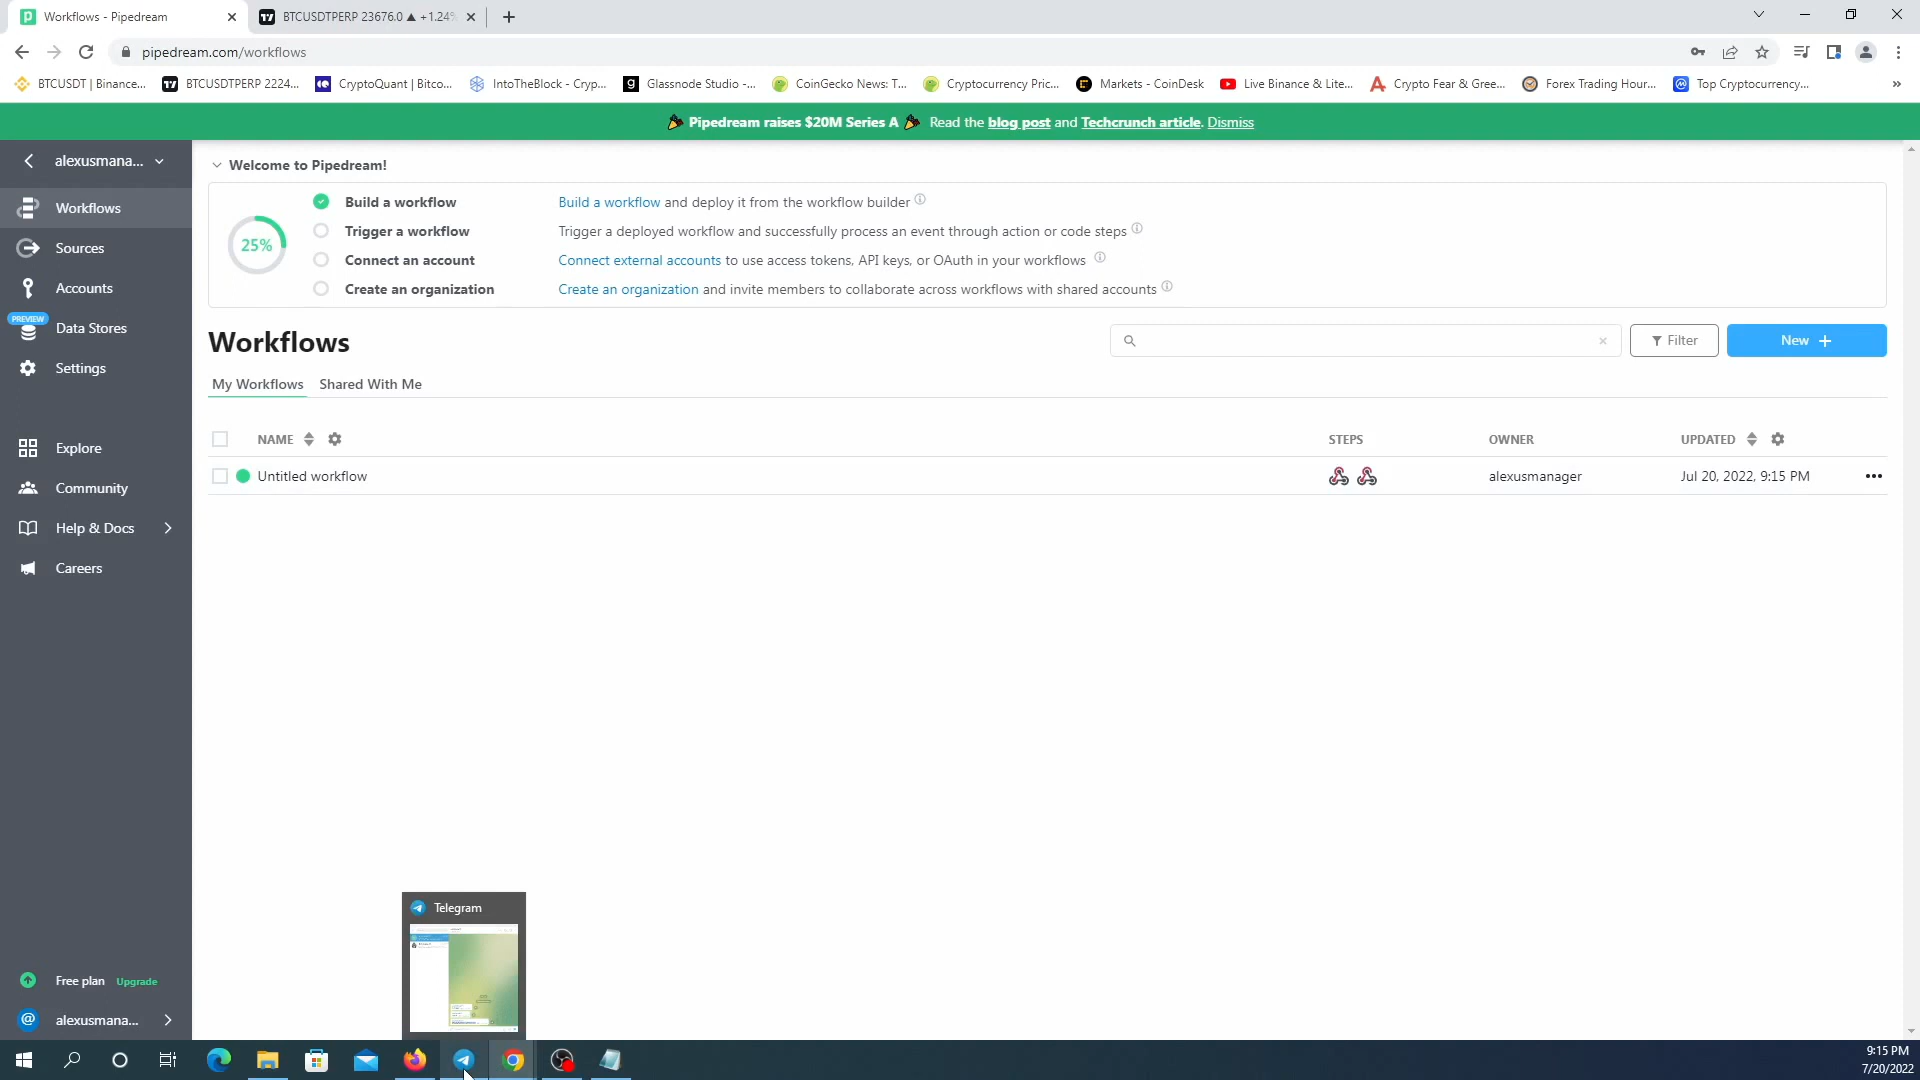 Workflows - Pipedream
BTCUSDTPERP 23676.0 ▲ +1.24%
pipedream.com/workflows
BTCUSDT | Binance...
BTCUSDTPERP 2224...
CryptoQuant | Bitco...
IntoTheBlock - Cryp...
Glassnode Studio -...
CoinGecko News: T...
Cryptocurrency Pric...
Markets - CoinDesk
Live Binance & Lite...
Crypto Fear & Gree...
Forex Trading Hour...
Top Cryptocurrency...
Pipedream raises $20M Series A Read the blog post and Techcrunch article. Dismiss
alexusmana...
Workflows
Sources
Accounts
PREVIEW
Data Stores
Settings
Explore
Community
Help & Docs
Careers
Free plan Upgrade
alexusmana...
Welcome to Pipedream!
25%
Build a workflow Build a workflow and deploy it from the workflow builder
Trigger a workflow Trigger a deployed workflow and successfully process an event through action or code steps
Connect an account Connect external accounts to use access tokens, API keys, or OAuth in your workflows
Create an organization Create an organization and invite members to collaborate across workflows with shared accounts
Workflows
Filter
New +
My Workflows Shared With Me
NAME STEPS OWNER UPDATED
Untitled workflow alexusmanager Jul 20, 2022, 9:15 PM
Telegram
9:15 PM
7/20/2022